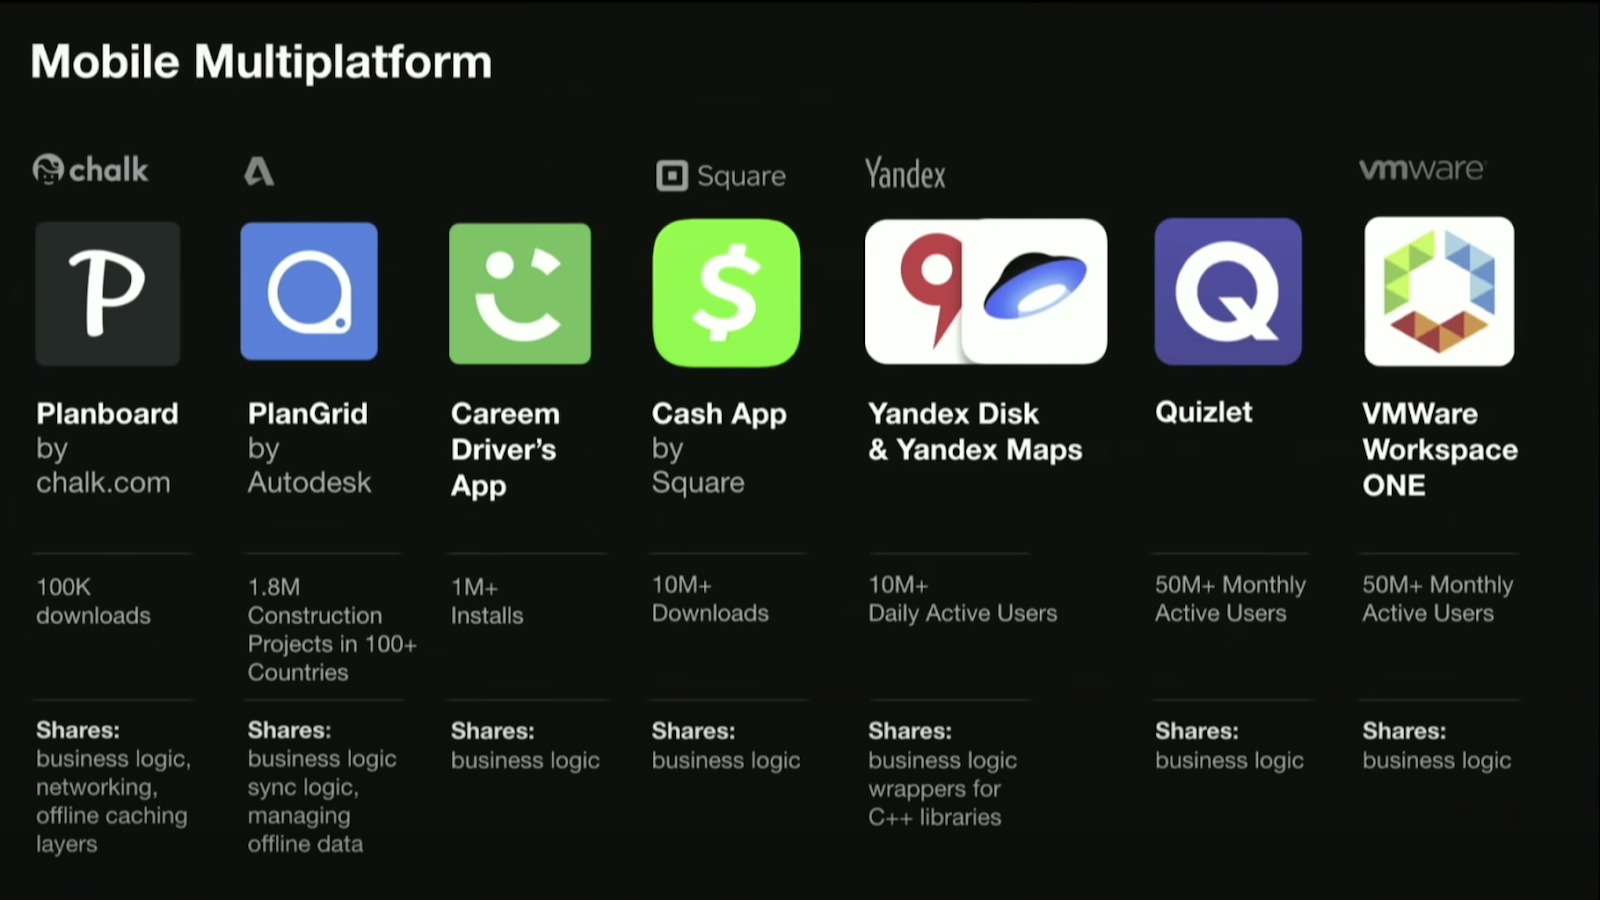 Mobile Multiplatform
chalk
Square
Yandex
vmware
P
$
Q
Planboard
by
chalk.com
PlanGrid
by
Autodesk
Careem
Driver’s
App
Cash App
by
Square
Yandex Disk
& Yandex Maps
Quizlet
VMWare
Workspace
ONE
100K
downloads
1.8M
Construction
Projects in 100+
Countries
1M+
Installs
10M+
Downloads
10M+
Daily Active Users
50M+ Monthly
Active Users
50M+ Monthly
Active Users
Shares:
business logic,
networking,
offline caching
layers
Shares:
business logic
sync logic,
managing
offline data
Shares:
business logic
Shares:
business logic
Shares:
business logic
wrappers for
C++ libraries
Shares:
business logic
Shares:
business logic